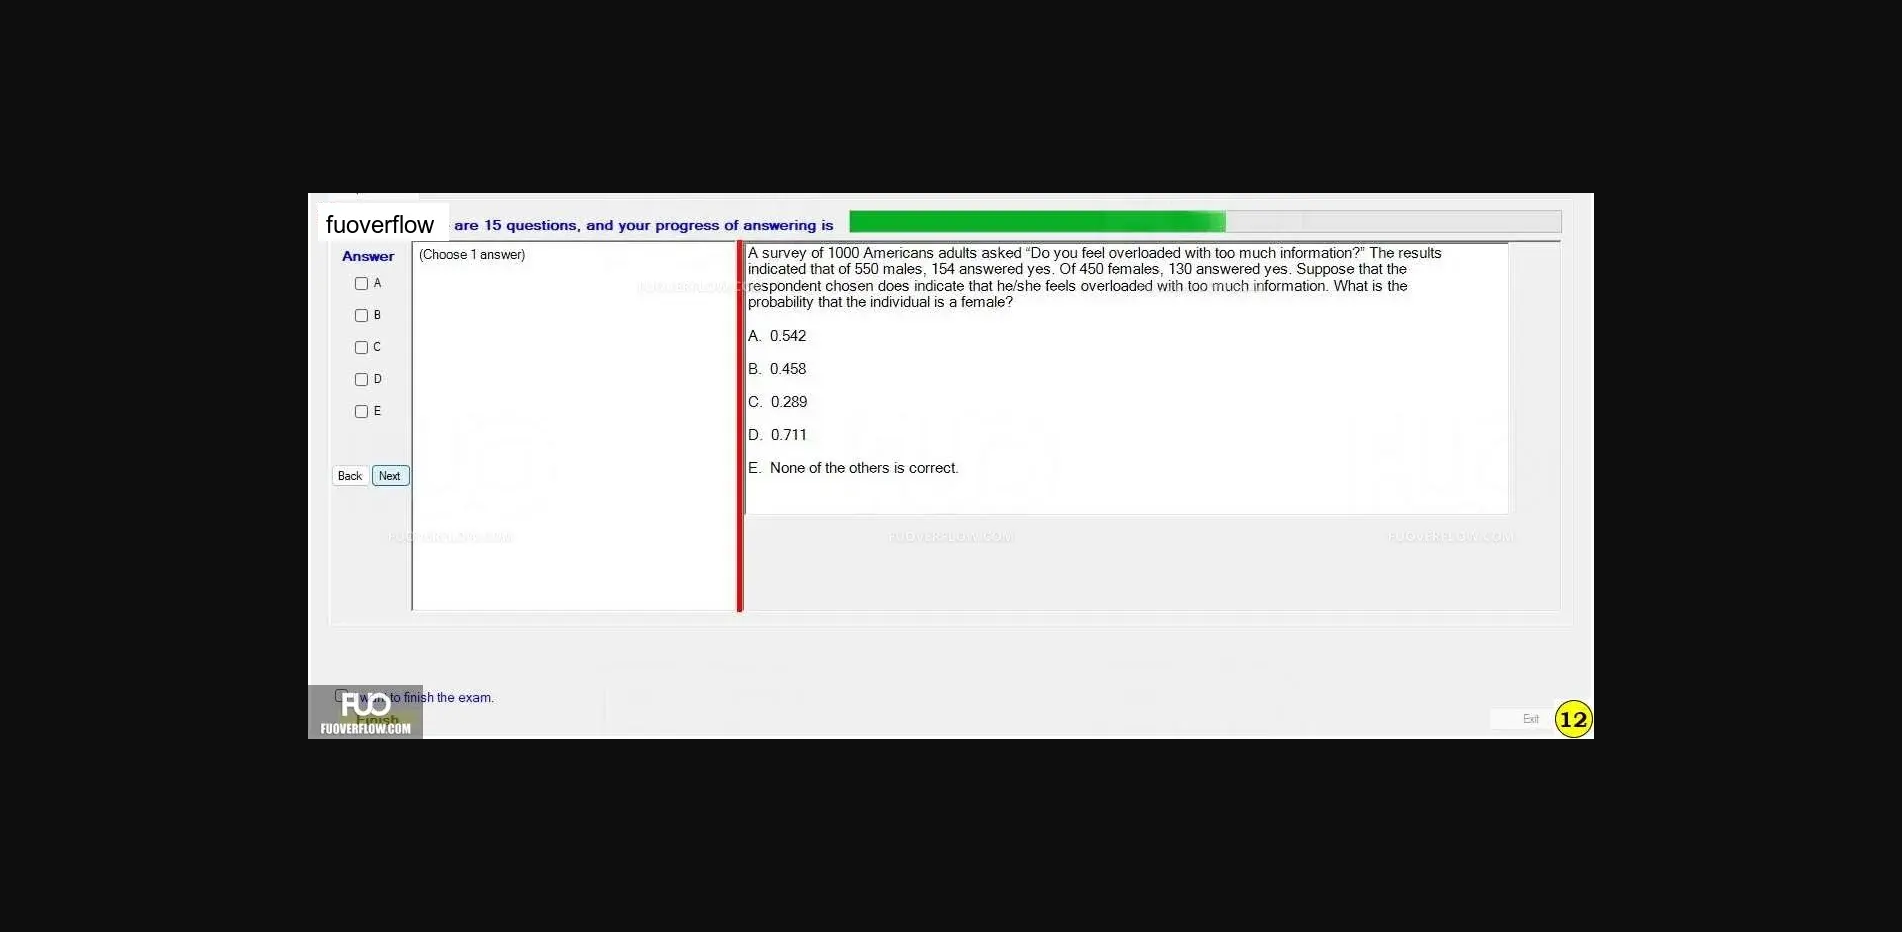 fuoverflow are 15 questions, and your progress of answering is
Answer
(Choose 1 answer)
A
B
C
D
E
Back Next
A survey of 1000 Americans adults asked “Do you feel overloaded with too much information?” The results
indicated that of 550 males, 154 answered yes. Of 450 females, 130 answered yes. Suppose that the
respondent chosen does indicate that he/she feels overloaded with too much information. What is the
probability that the individual is a female?
A. 0.542
B. 0.458
C. 0.289
D. 0.711
E. None of the others is correct.
FUOVERFLOW.COM
FUOVERFLOW.COM
FUOVERFLOW.COM
want to finish the exam.
Finish
FUO
FUOVERFLOW.COM
Exit
12